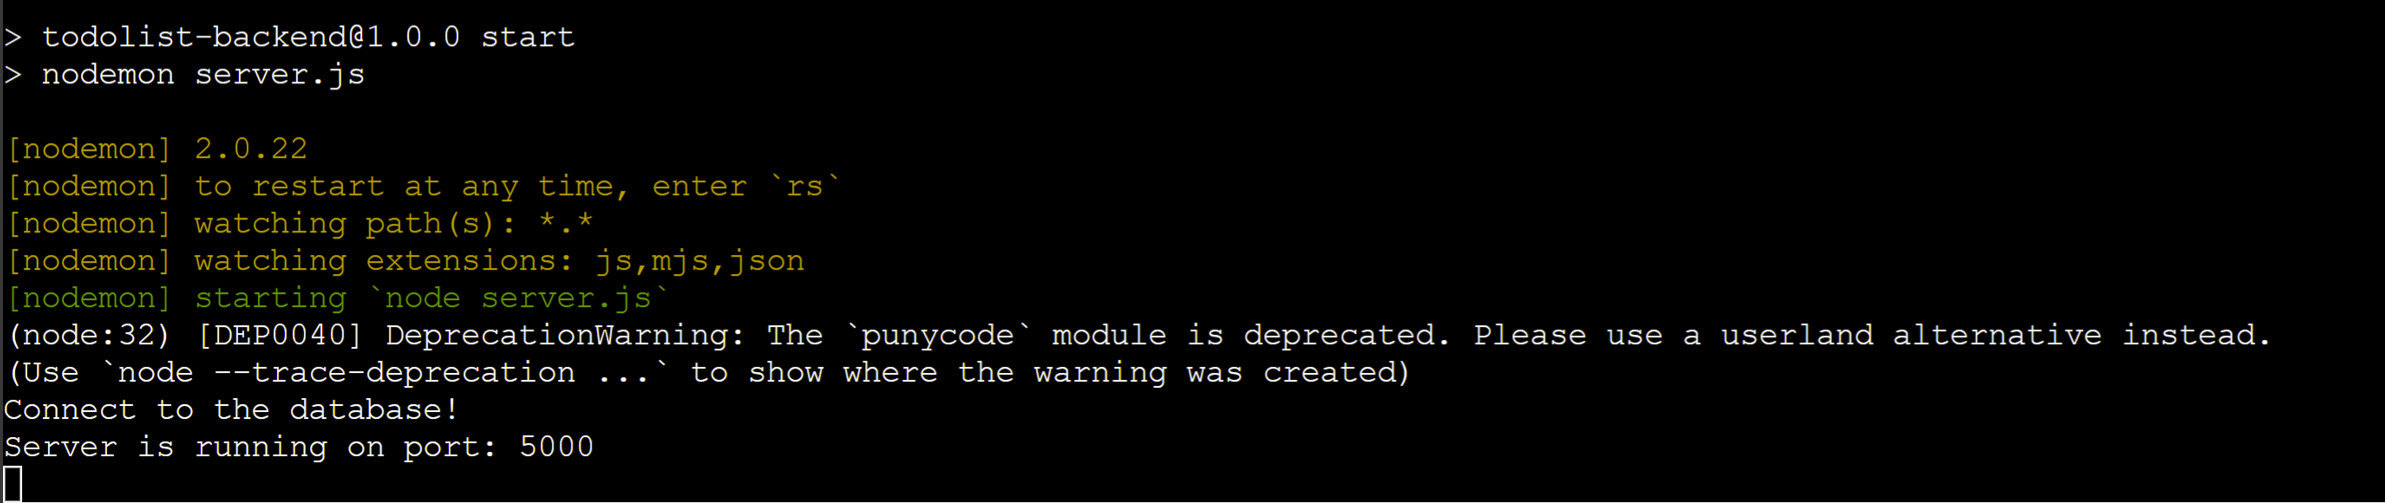 > todolist-backend@1.0.0 start
> nodemon server.js
[nodemon] 2.0.22
[nodemon] to restart at any time, enter `rs`
[nodemon] watching path(s): *.*
[nodemon] watching extensions: js,mjs,json
[nodemon] starting `node server.js`
(node:32) [DEP0040] DeprecationWarning: The `punycode` module is deprecated. Please use a userland alternative instead.
(Use `node --trace-deprecation ...` to show where the warning was created)
Connect to the database!
Server is running on port: 5000